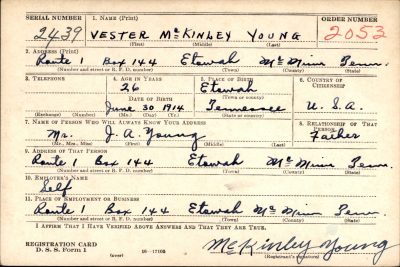 SERIAL NUMBER 1. NAME (Print) ORDER NUMBER
2439 VESTER McKINLEY YOUNG 2053
(First) (Middle) (Last)
2. ADDRESS (Print)
Route 1 Box 144 Etowah McMinn Tenn.
(Number and street or R. F. D. number) (Town) (County) (State)
3. TELEPHONE 4. AGE IN YEARS 5. PLACE OF BIRTH 6. COUNTRY OF CITIZENSHIP
26 Etowah
(Town or county)
DATE OF BIRTH
June 30 1914 Tennessee U. S. A.
(Exchange) (Number) (Mo.) (Day) (Yr.) (State or country)
7. NAME OF PERSON WHO WILL ALWAYS KNOW YOUR ADDRESS 8. RELATIONSHIP OF THAT PERSON
Mr. J. A. Young Father
(Mr., Mrs., Miss) (First) (Middle) (Last)
9. ADDRESS OF THAT PERSON
Route 1 Box 144 Etowah McMinn Tenn.
(Number and street or R. F. D. number) (Town) (County) (State)
10. EMPLOYER'S NAME
Self
11. PLACE OF EMPLOYMENT OR BUSINESS
Route 1 Box 144 Etowah McMinn Tenn.
(Number and street or R. F. D. number) (Town) (County) (State)
I AFFIRM THAT I HAVE VERIFIED ABOVE ANSWERS AND THAT THEY ARE TRUE.
REGISTRATION CARD
D. S. S. Form 1 (over) 16—17105 McKinley Young
(Registrant's signature)